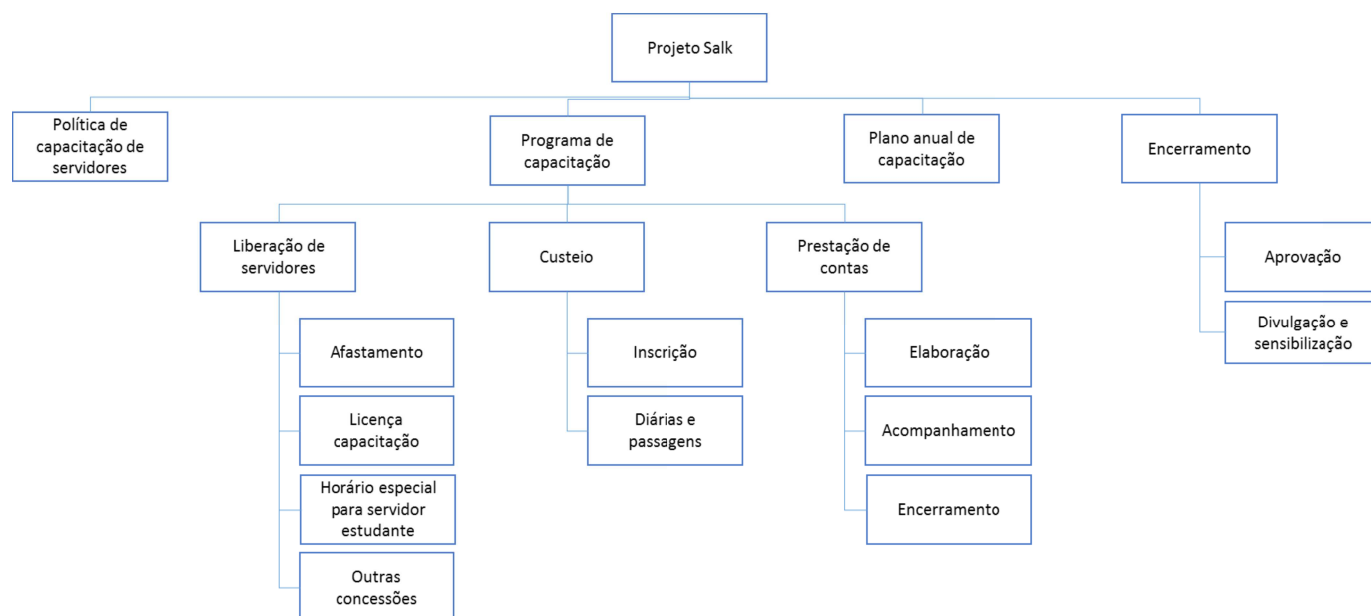 Projeto Salk
Política de
capacitação de
servidores
Programa de
capacitação
Plano anual de
capacitação
Encerramento
Liberação de
servidores
Custeio
Prestação de
contas
Aprovação
Divulgação e
sensibilização
Afastamento
Licença
capacitação
Horário especial
para servidor
estudante
Outras
concessões
Inscrição
Diárias e
passagens
Elaboração
Acompanhamento
Encerramento